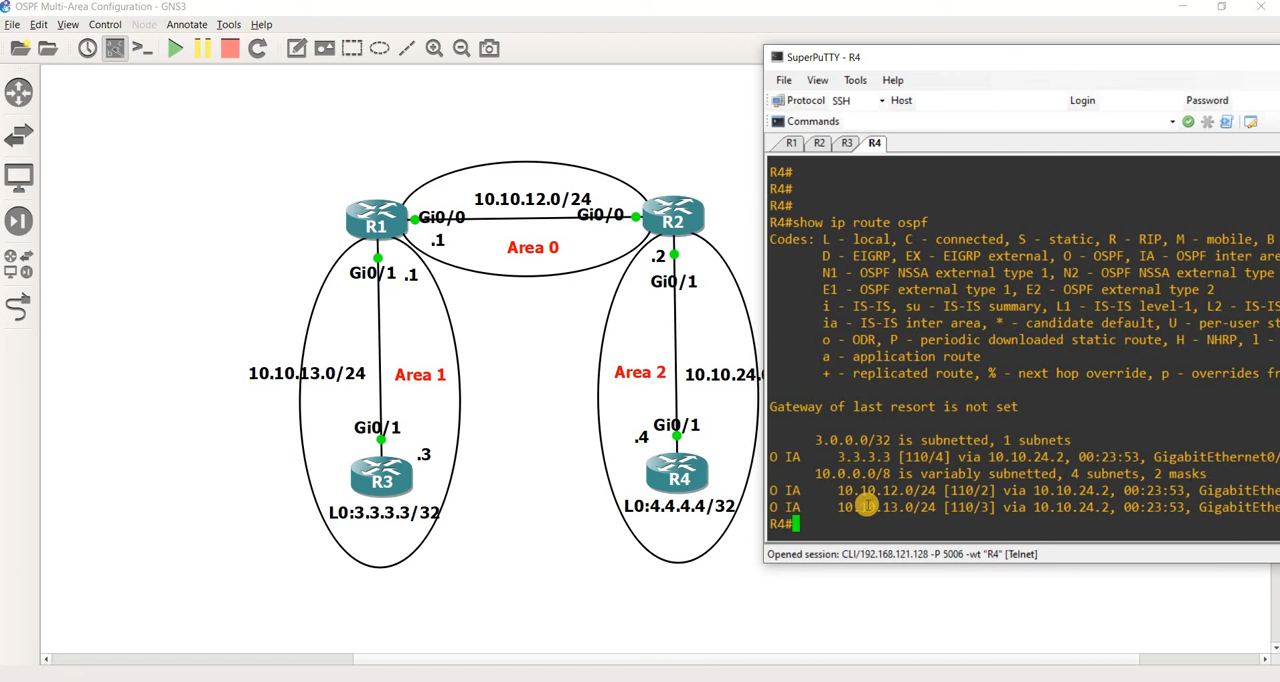 OSPF Multi-Area Configuration - GNS3
File Edit View Control Node Annotate Tools Help
10.10.12.0/24
R1
Gi0/0
Gi0/0
R2
.1
Area 0
.2
Gi0/1 .1
Gi0/1
10.10.13.0/24
Area 1
Area 2
10.10.24.
Gi0/1
.3
R3
L0:3.3.3.3/32
Gi0/1
.4
R4
L0:4.4.4.4/32
SuperPuTTY - R4
File View Tools Help
Protocol SSH Host Login Password
Commands
R1 R2 R3 R4
R4#
R4#
R4#
R4#show ip route ospf
Codes: L - local, C - connected, S - static, R - RIP, M - mobile, B
D - EIGRP, EX - EIGRP external, O - OSPF, IA - OSPF inter are
N1 - OSPF NSSA external type 1, N2 - OSPF NSSA external type
E1 - OSPF external type 1, E2 - OSPF external type 2
i - IS-IS, su - IS-IS summary, L1 - IS-IS level-1, L2 - IS-IS
ia - IS-IS inter area, * - candidate default, U - per-user st
o - ODR, P - periodic downloaded static route, H - NHRP, l -
a - application route
+ - replicated route, % - next hop override, p - overrides fr
Gateway of last resort is not set
3.0.0.0/32 is subnetted, 1 subnets
O IA 3.3.3.3 [110/4] via 10.10.24.2, 00:23:53, GigabitEthernet0/
10.0.0.0/8 is variably subnetted, 4 subnets, 2 masks
O IA 10.10.12.0/24 [110/2] via 10.10.24.2, 00:23:53, GigabitEthe
O IA 10.10.13.0/24 [110/3] via 10.10.24.2, 00:23:53, GigabitEthe
R4#
Opened session: CLI/192.168.121.128 -P 5006 -wt "R4" [Telnet]